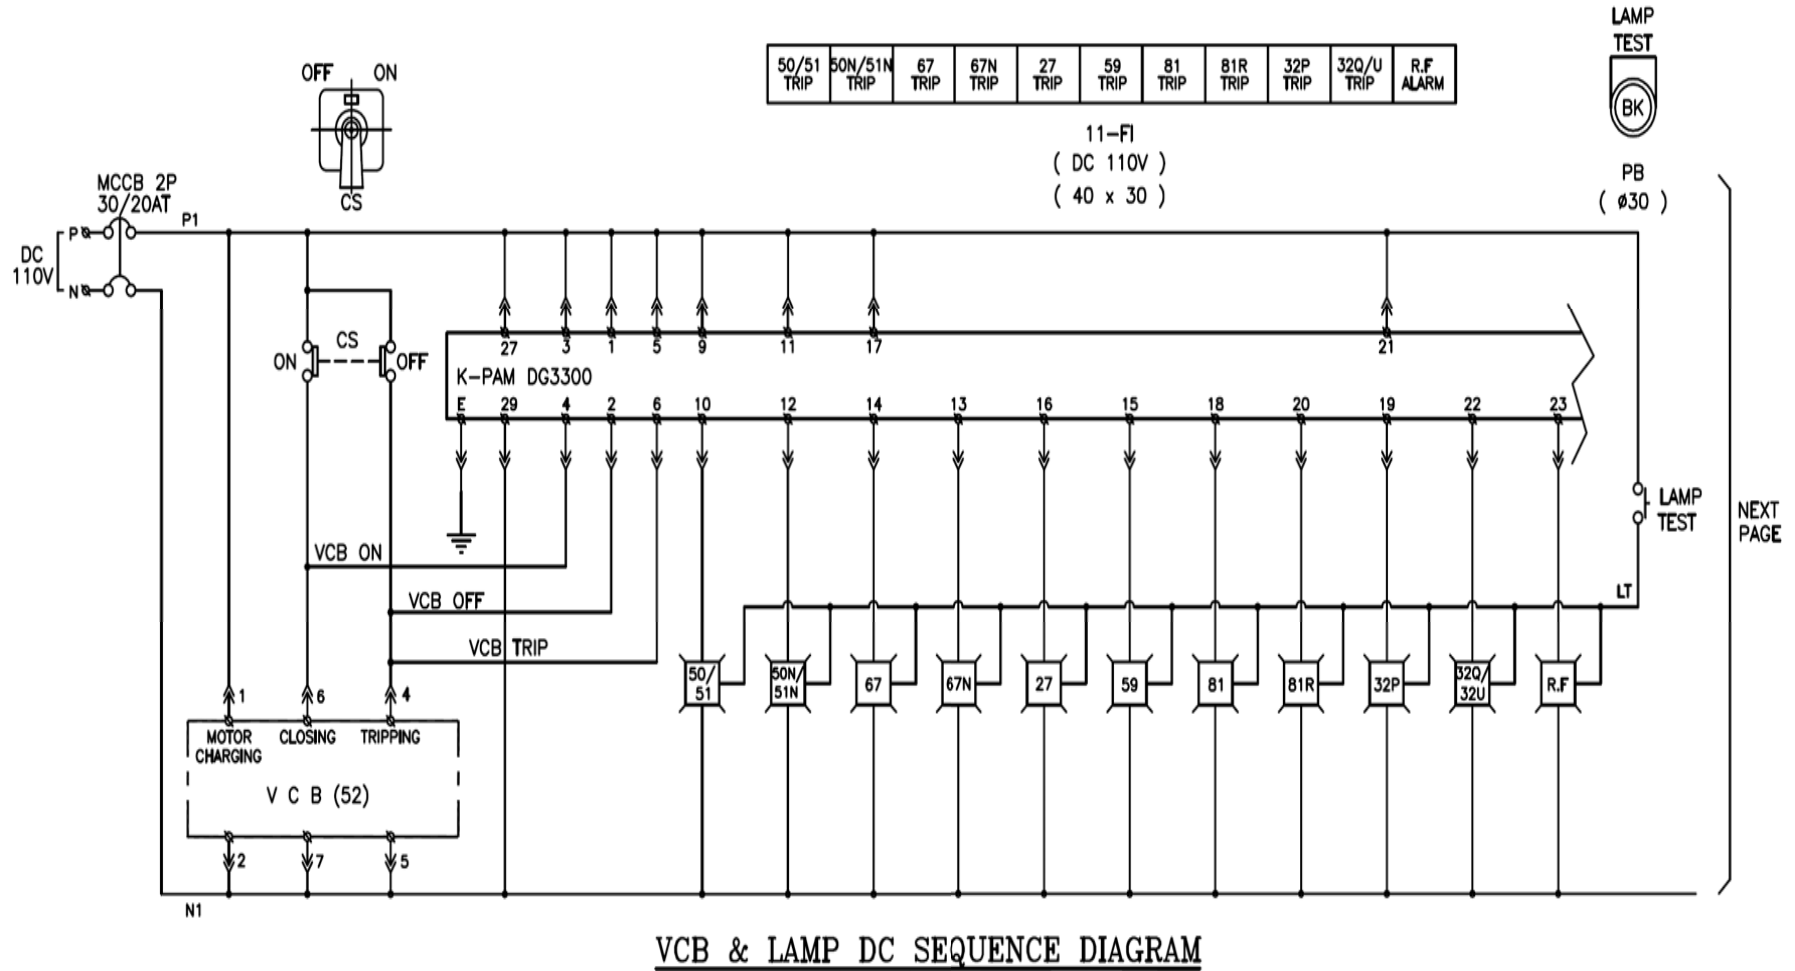 LAMP
TEST
BK
PB
( ø30 )
OFF ON
CS
50/51
TRIP
50N/51N
TRIP
67
TRIP
67N
TRIP
27
TRIP
59
TRIP
81
TRIP
81R
TRIP
32P
TRIP
32Q/U
TRIP
R.F
ALARM
11-FI
( DC 110V )
( 40 x 30 )
MCCB 2P
30/20AT
P1
DC
110V
P
N
CS
ON OFF
27 3 1 5 9 11 17 21
K-PAM DG3300
E 29 4 2 6 10 12 14 13 16 15 18 20 19 22 23
LAMP
TEST
NEXT
PAGE
VCB ON
VCB OFF
VCB TRIP
LT
50/
51
50N/
51N
67
67N
27
59
81
81R
32P
32Q/
32U
R.F
1 6 4
MOTOR
CHARGING
CLOSING
TRIPPING
V C B (52)
2 7 5
N1
VCB & LAMP DC SEQUENCE DIAGRAM